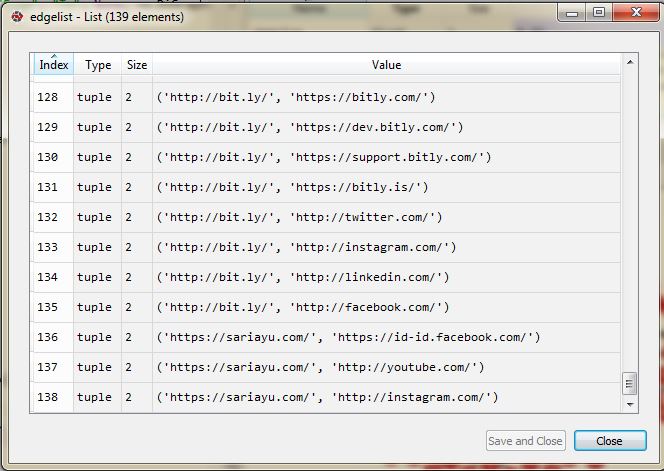 edgelist - List (139 elements)
Index Type Size Value
128 tuple 2 ('http://bit.ly/', 'https://bitly.com/')
129 tuple 2 ('http://bit.ly/', 'https://dev.bitly.com/')
130 tuple 2 ('http://bit.ly/', 'https://support.bitly.com/')
131 tuple 2 ('http://bit.ly/', 'https://bitly.is/')
132 tuple 2 ('http://bit.ly/', 'http://twitter.com/')
133 tuple 2 ('http://bit.ly/', 'http://instagram.com/')
134 tuple 2 ('http://bit.ly/', 'http://linkedin.com/')
135 tuple 2 ('http://bit.ly/', 'http://facebook.com/')
136 tuple 2 ('https://sariayu.com/', 'https://id-id.facebook.com/')
137 tuple 2 ('https://sariayu.com/', 'http://youtube.com/')
138 tuple 2 ('https://sariayu.com/', 'http://instagram.com/')
Save and Close Close